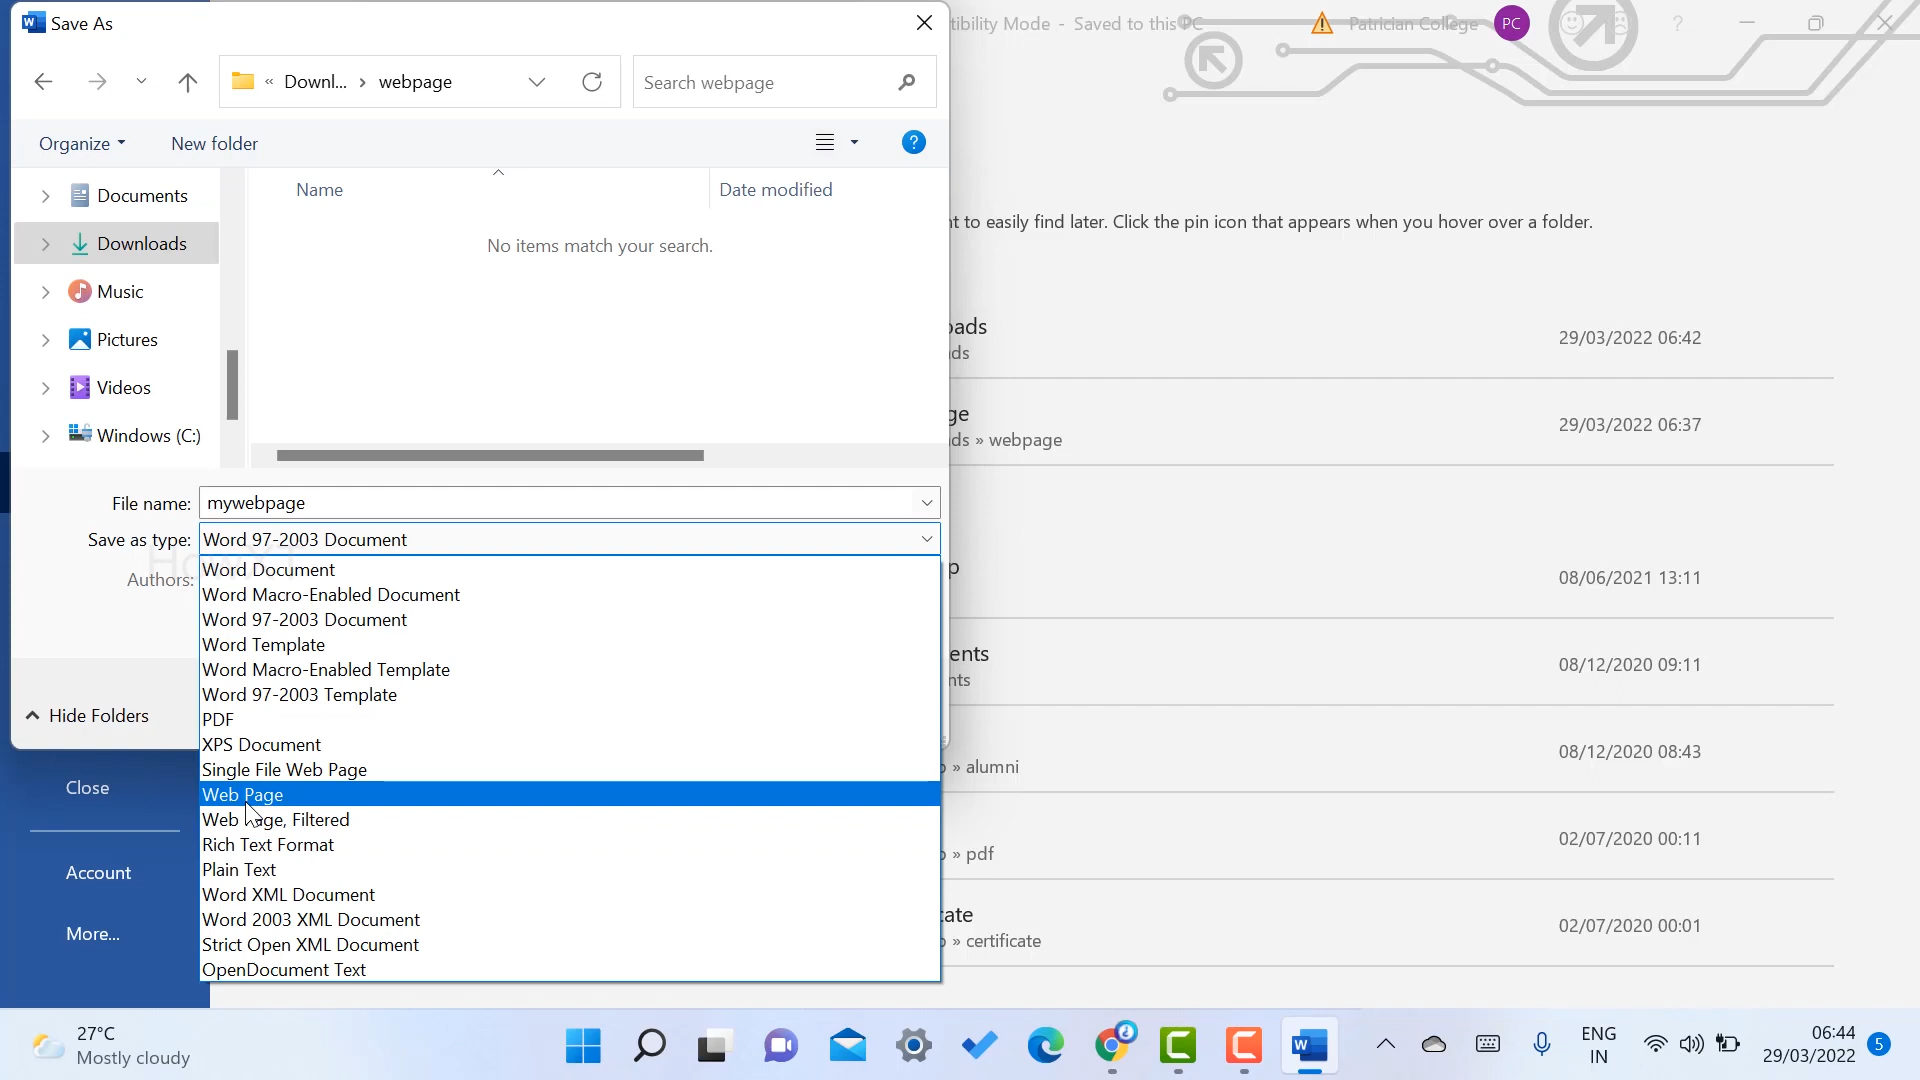 Save As
tibility Mode - Saved to this PC
Patrician College
PC
?
« Downl... › webpage
Search webpage
Organize
New folder
?
Name
Date modified
Documents
Downloads
Music
Pictures
Videos
Windows (C:)
No items match your search.
nt to easily find later. Click the pin icon that appears when you hover over a folder.
oads
ds
29/03/2022 06:42
ge
ds » webpage
29/03/2022 06:37
File name:
mywebpage
Save as type:
Word 97-2003 Document
Authors:
Word Document
Word Macro-Enabled Document
Word 97-2003 Document
Word Template
Word Macro-Enabled Template
Word 97-2003 Template
PDF
XPS Document
Single File Web Page
Web Page
Web Page, Filtered
Rich Text Format
Plain Text
Word XML Document
Word 2003 XML Document
Strict Open XML Document
OpenDocument Text
Hide Folders
p
08/06/2021 13:11
ents
nts
08/12/2020 09:11
» alumni
08/12/2020 08:43
» pdf
02/07/2020 00:11
cate
» certificate
02/07/2020 00:01
Close
Account
More...
27°C
Mostly cloudy
W
ENG
IN
06:44
29/03/2022
5